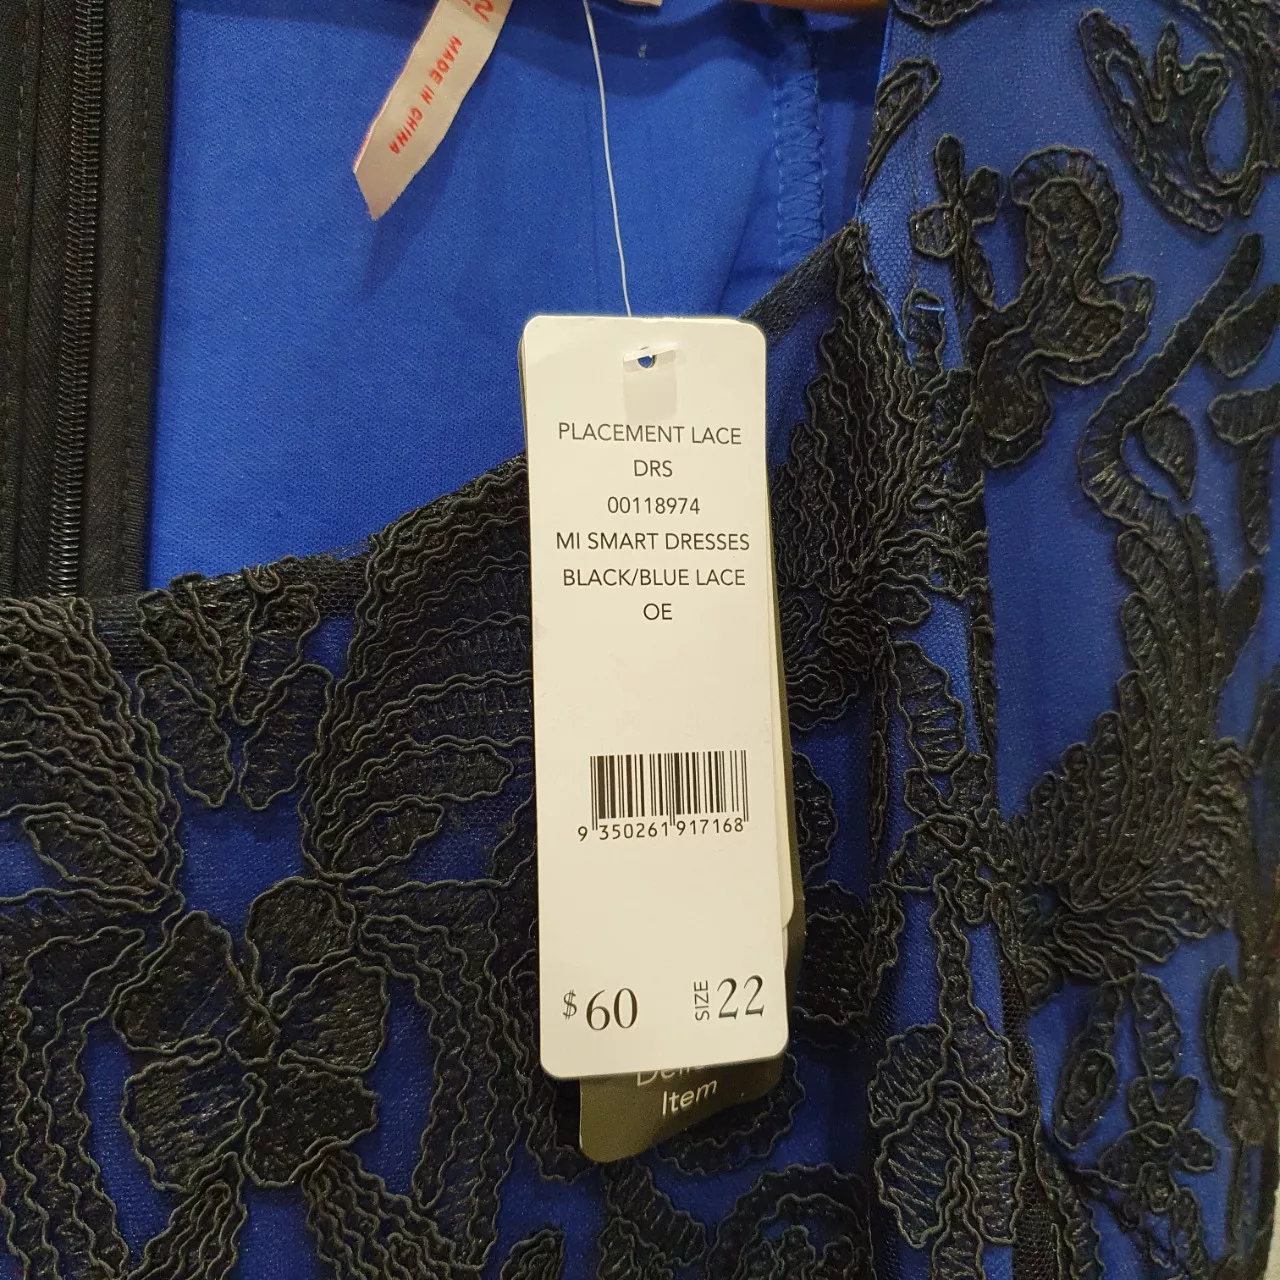 MADE IN CHINA
PLACEMENT LACE
DRS
00118974
MI SMART DRESSES
BLACK/BLUE LACE
OE
9 350261 917168
$60 SIZE 22
Item